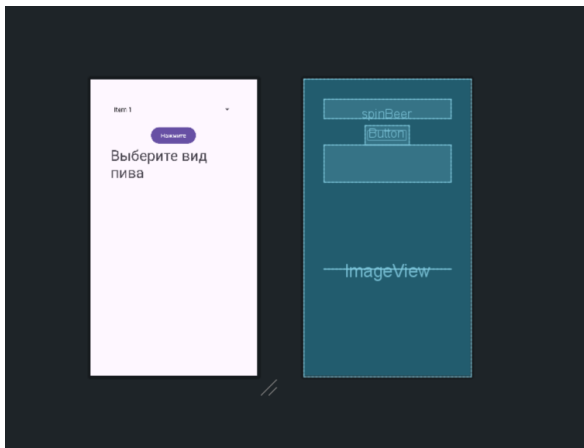 Item 1
Нажмите
Выберите вид
пива
spinBeer
Button
ImageView